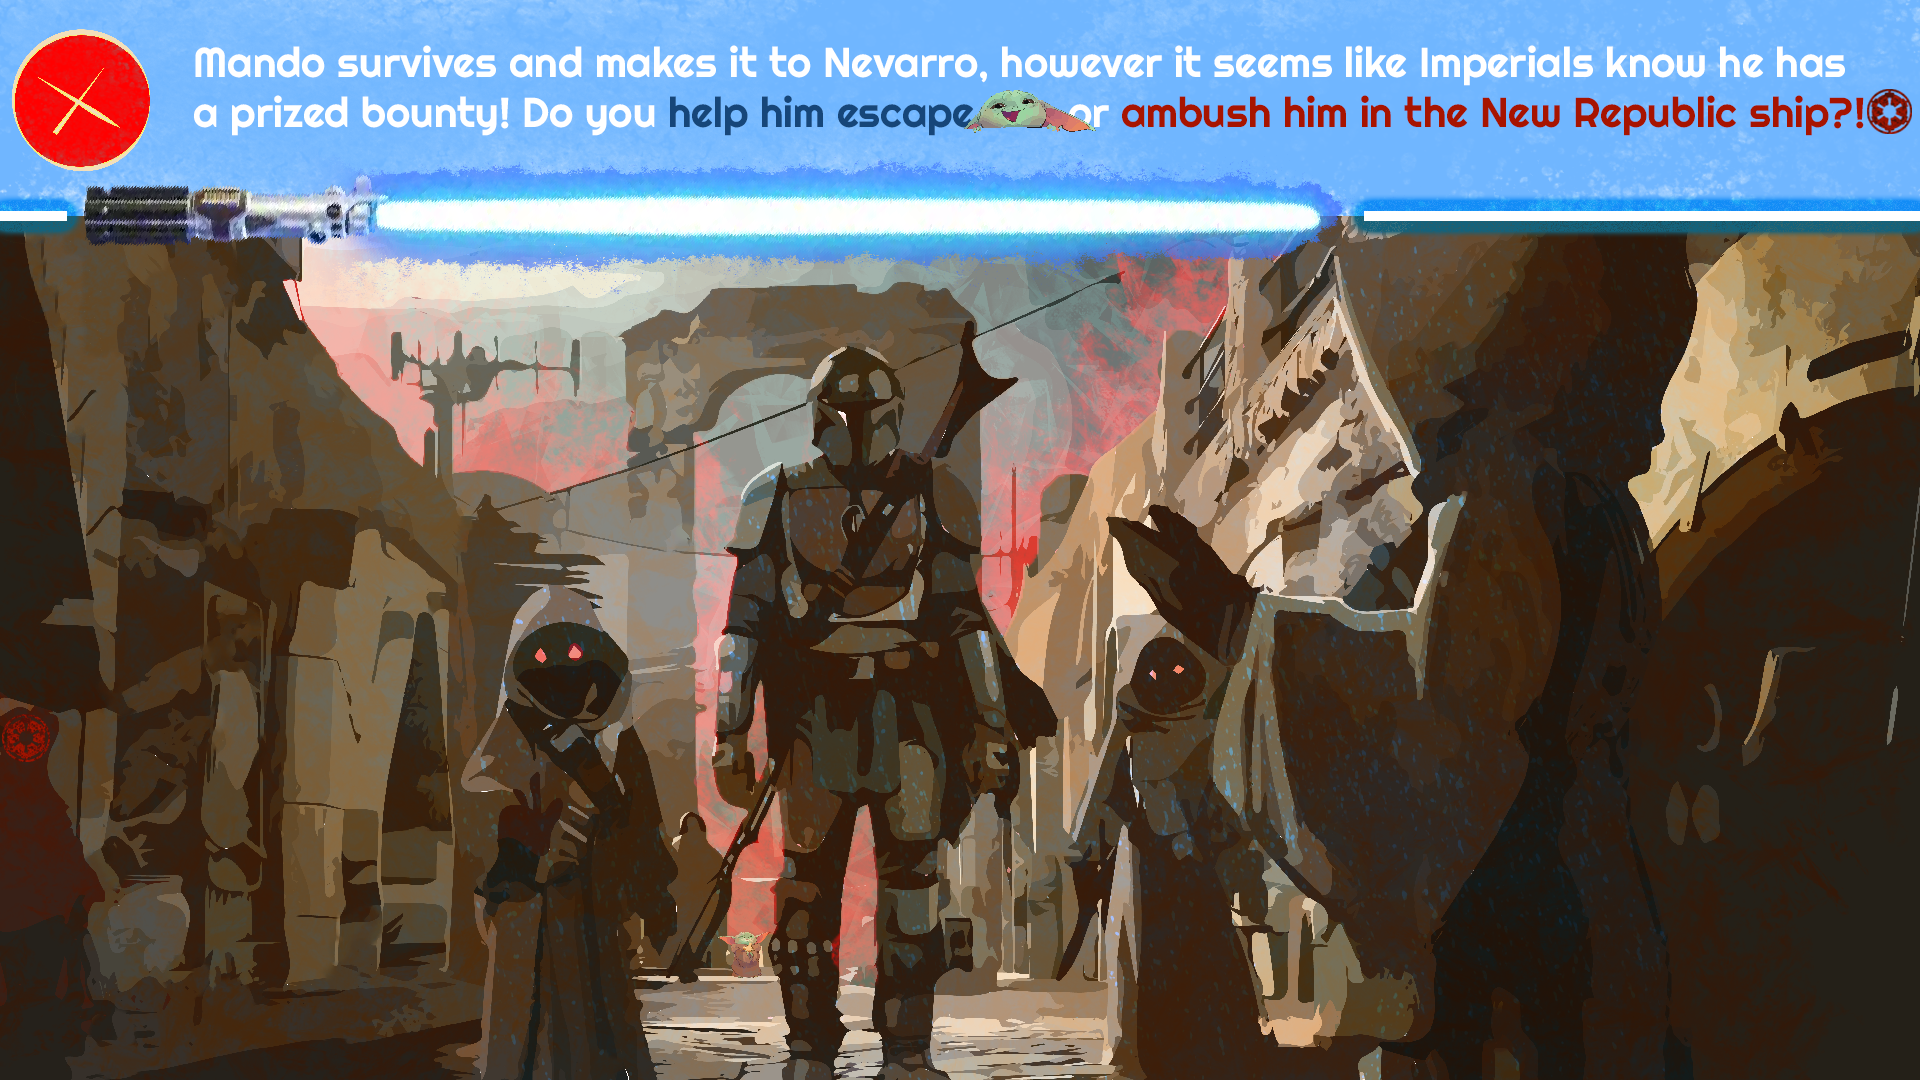 Mando survives and makes it to Nevarro, however it seems like Imperials know he has
a prized bounty! Do you help him escape or ambush him in the New Republic ship?!